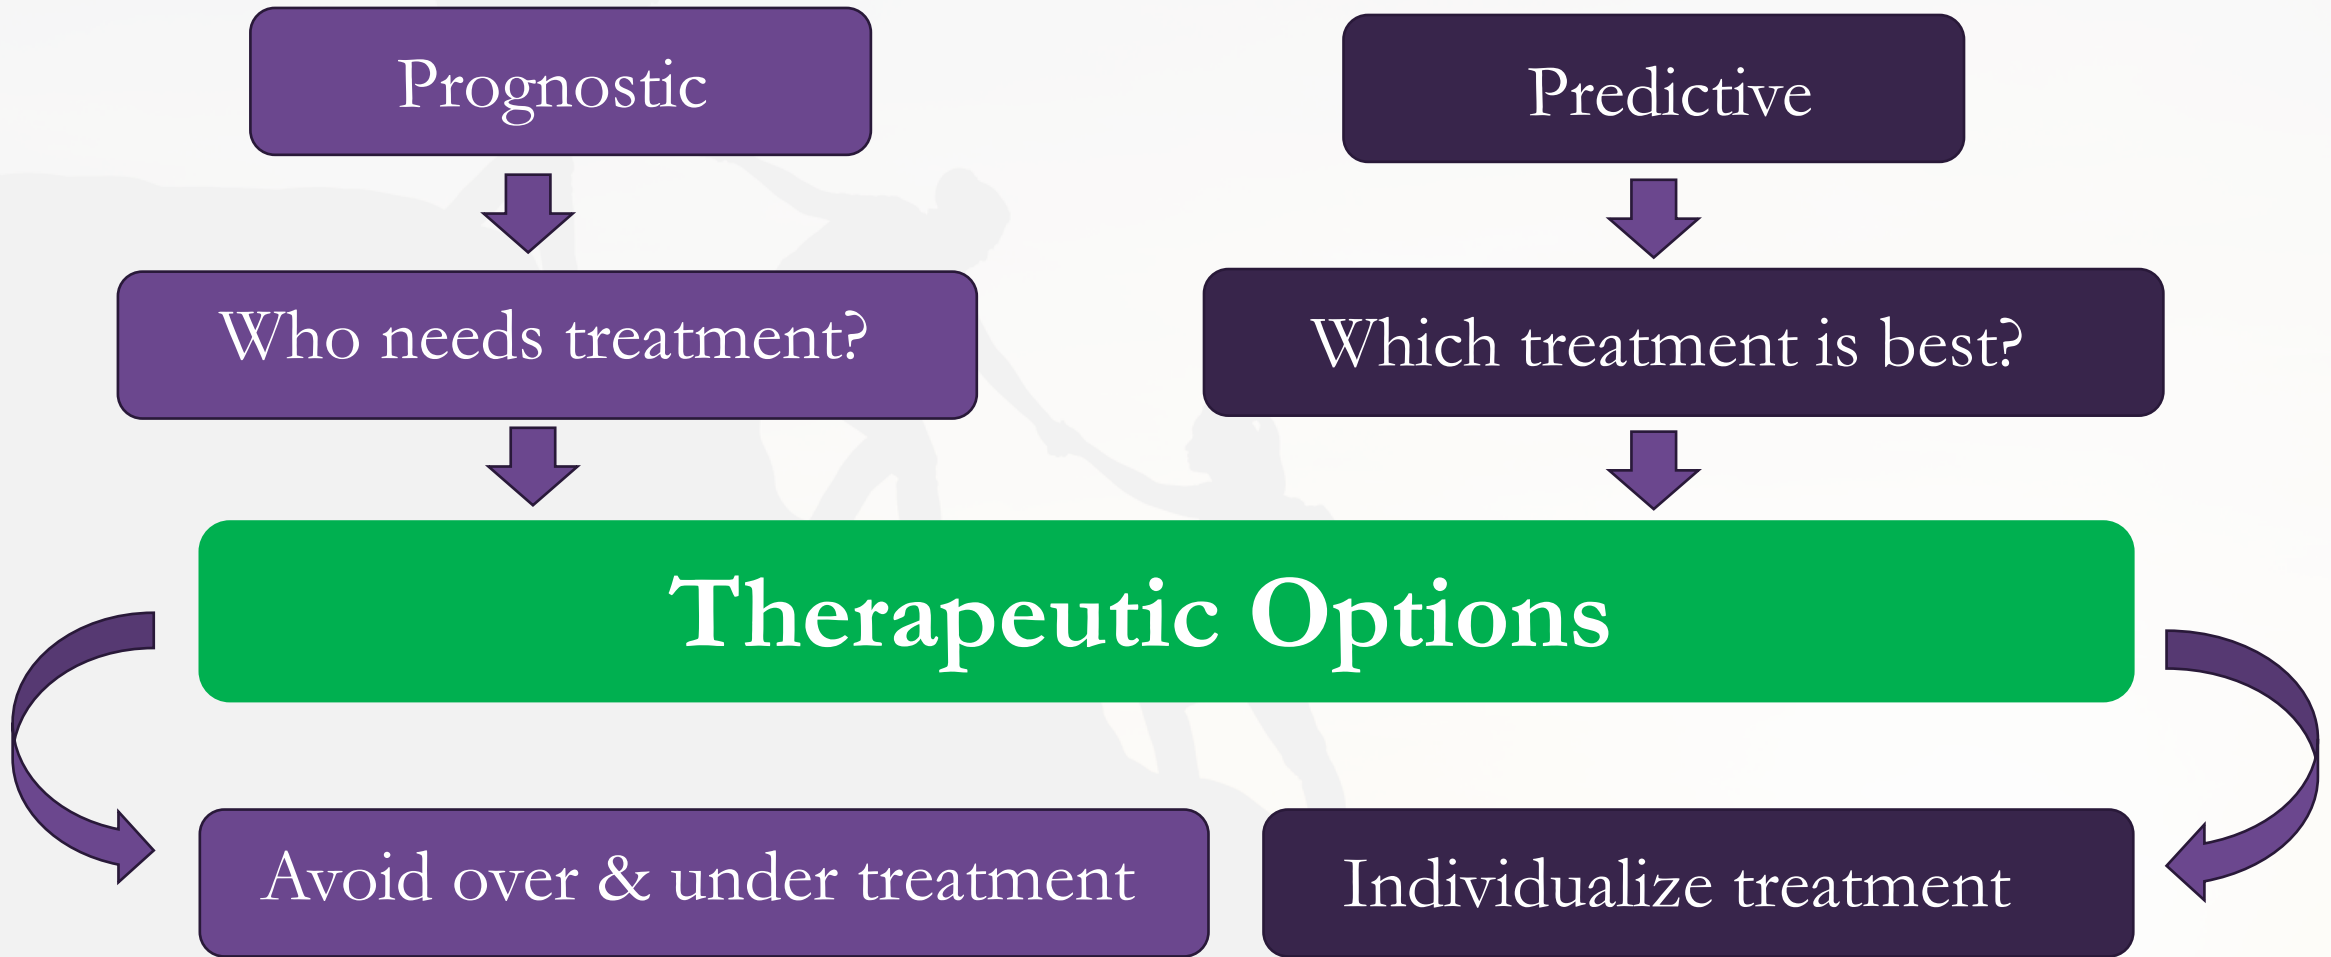 Prognostic
Predictive
Who needs treatment?
Which treatment is best?
Therapeutic Options
Avoid over & under treatment
Individualize treatment